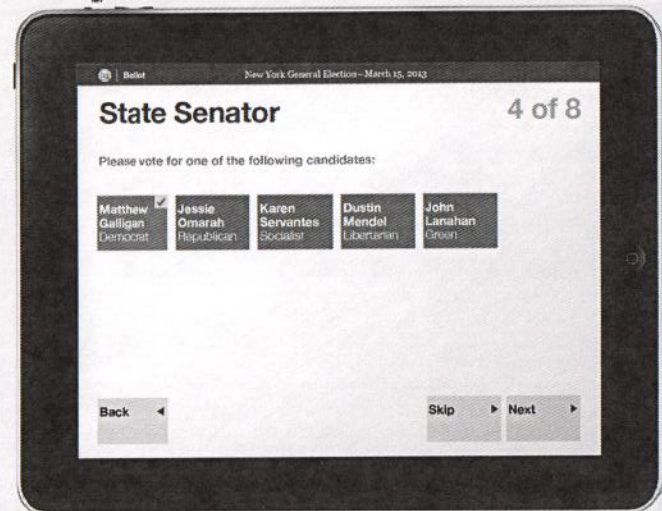 Ballot
New York General Election–March 15, 2013
State Senator
4 of 8
Please vote for one of the following candidates:
Matthew
Galligan
Democrat
Jessie
Omarah
Republican
Karen
Servantes
Socialist
Dustin
Mendel
Libertarian
John
Lanahan
Green
Back
Skip
Next